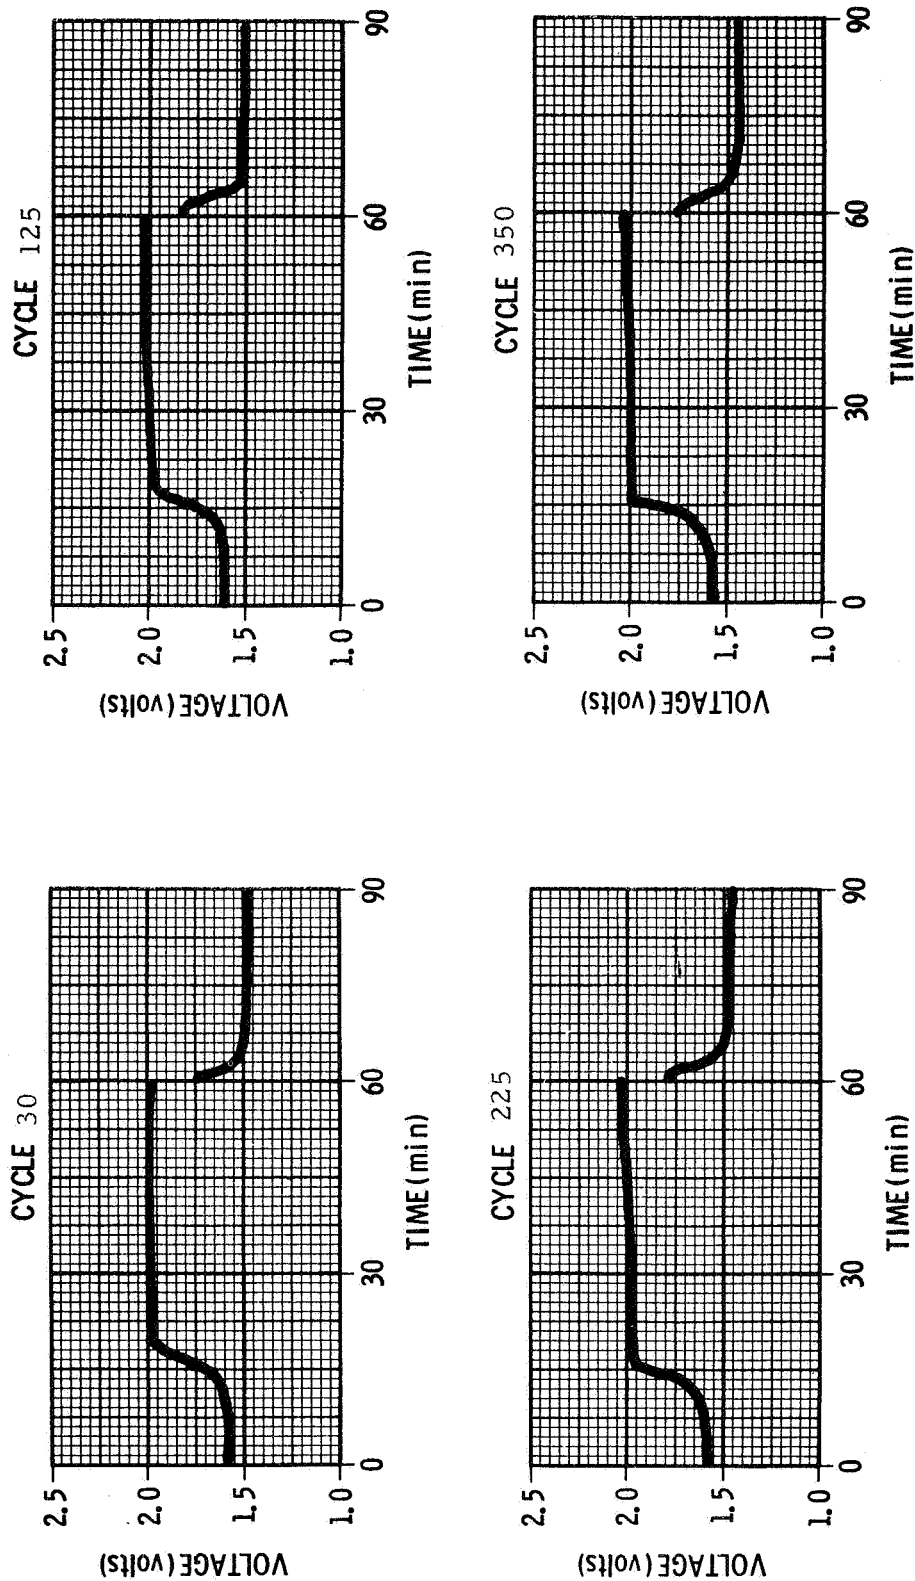 CYCLE 30
VOLTAGE (volts)
2.5
2.0
1.5
1.0
0
30
60
90
TIME (min)
CYCLE 125
VOLTAGE (volts)
2.5
2.0
1.5
1.0
0
30
60
90
TIME (min)
CYCLE 225
VOLTAGE (volts)
2.5
2.0
1.5
1.0
0
30
60
90
TIME (min)
CYCLE 350
VOLTAGE (volts)
2.5
2.0
1.5
1.0
0
30
60
90
TIME (min)